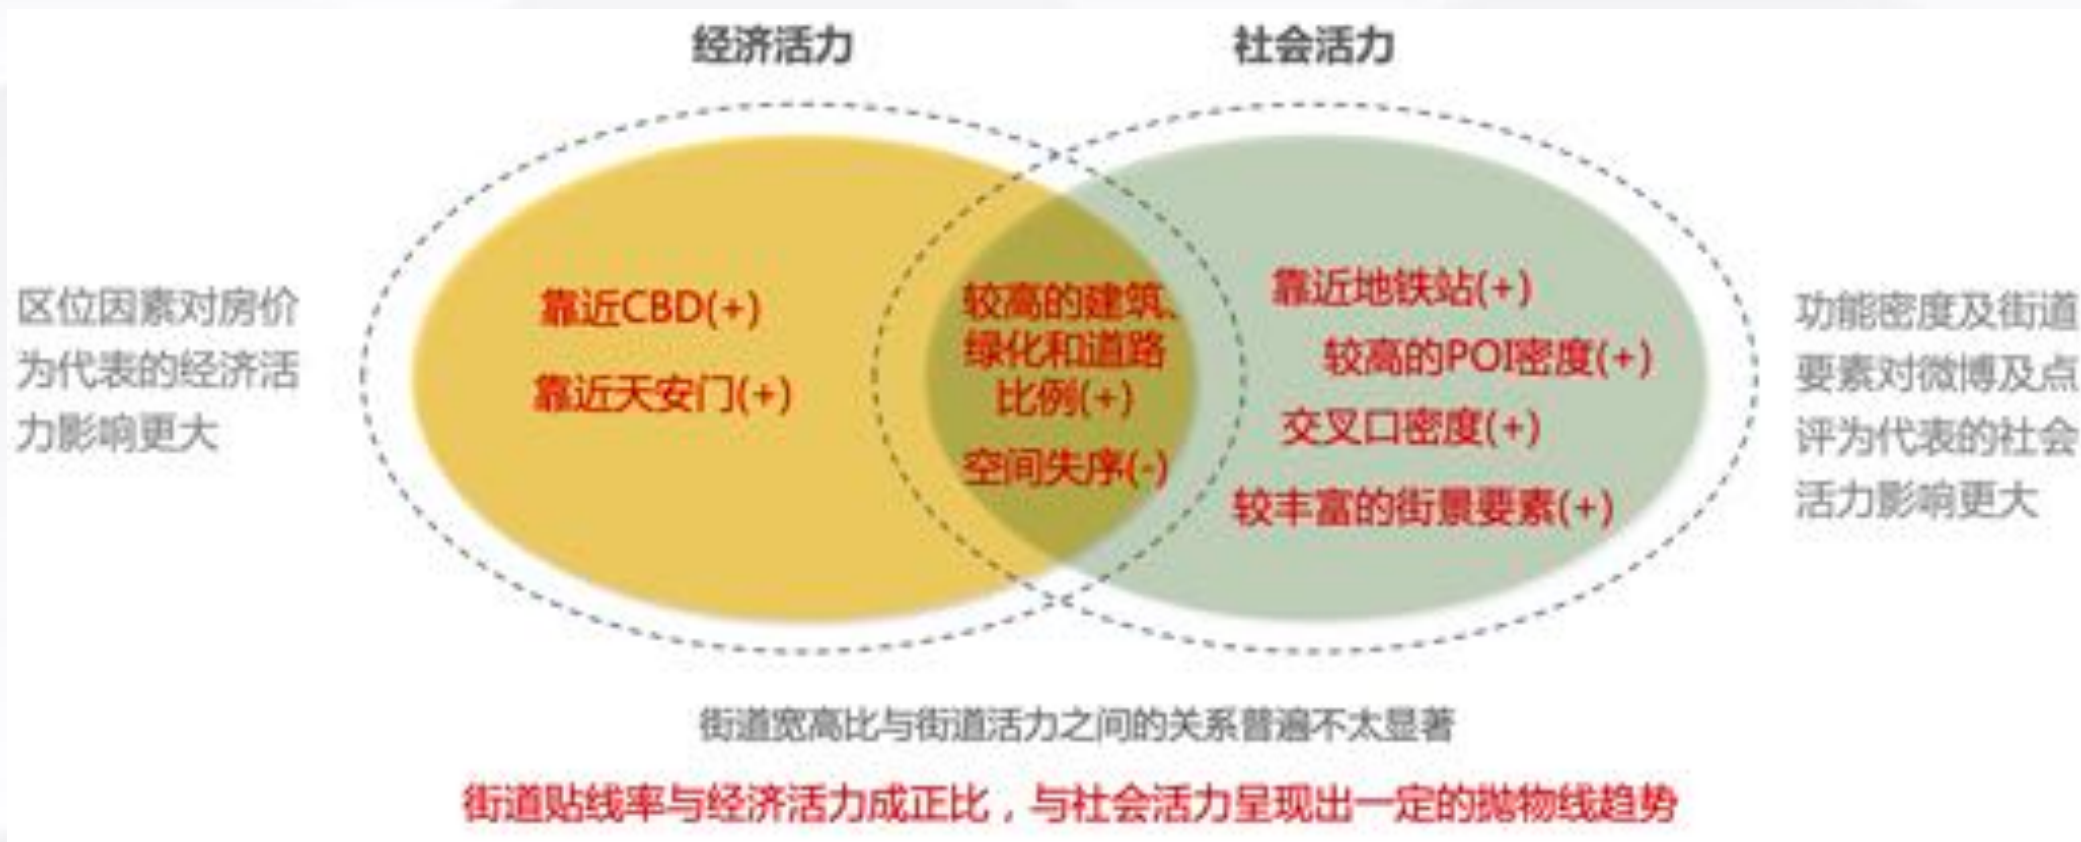 经济活力
社会活力
区位因素对房价
为代表的经济活
力影响更大
靠近CBD(+)
靠近天安门(+)
较高的建筑、
绿化和道路
比例(+)
空间失序(-)
靠近地铁站(+)
较高的POI密度(+)
交叉口密度(+)
较丰富的街景要素(+)
功能密度及街道
要素对微博及点
评为代表的社会
活力影响更大
街道宽高比与街道活力之间的关系普遍不太显著
街道贴线率与经济活力成正比，与社会活力呈现出一定的抛物线趋势